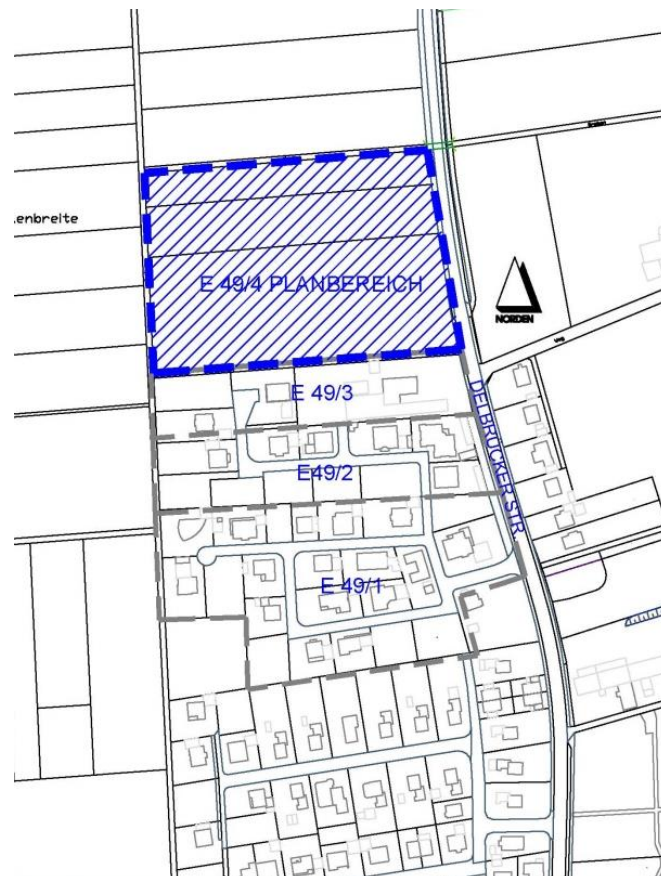 .enbreite
E 49/4 PLANBEREICH
NORDEN
E 49/3
DELBRÜCKER STR.
E49/2
E 49/1